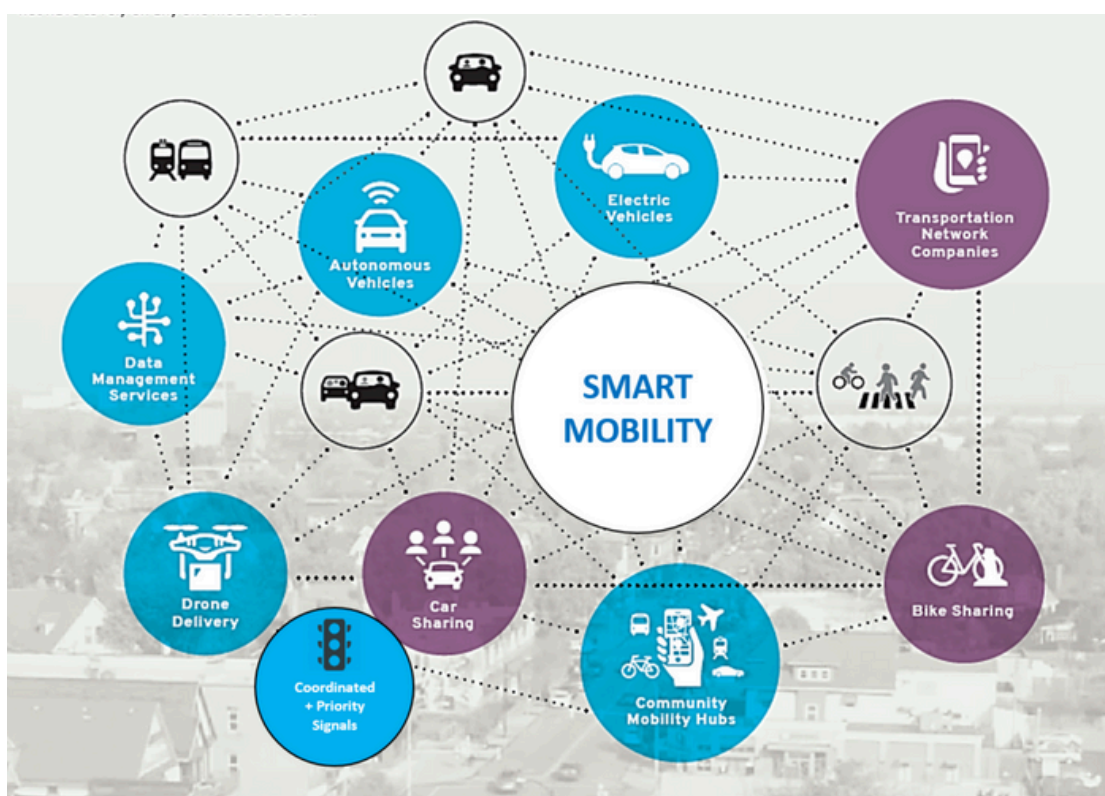 Electric
Vehicles
Transportation
Network
Companies
Autonomous
Vehicles
Data
Management
Services
SMART
MOBILITY
Drone
Delivery
Car
Sharing
Bike Sharing
Coordinated
+ Priority
Signals
Community
Mobility Hubs